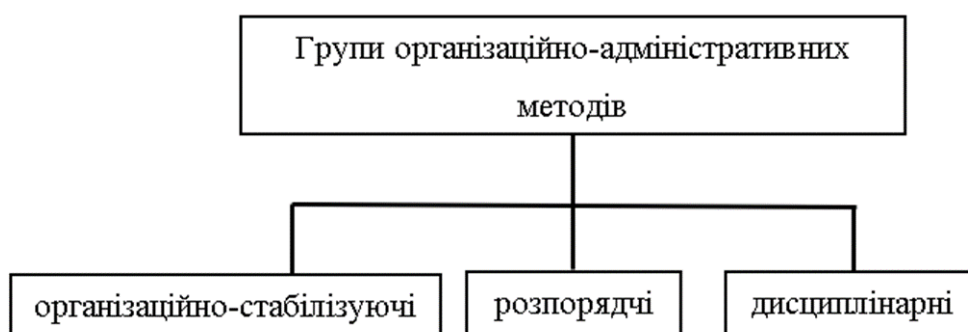 Групи організаційно-адміністративних
методів
організаційно-стабілізуючі
розпорядчі
дисциплінарні